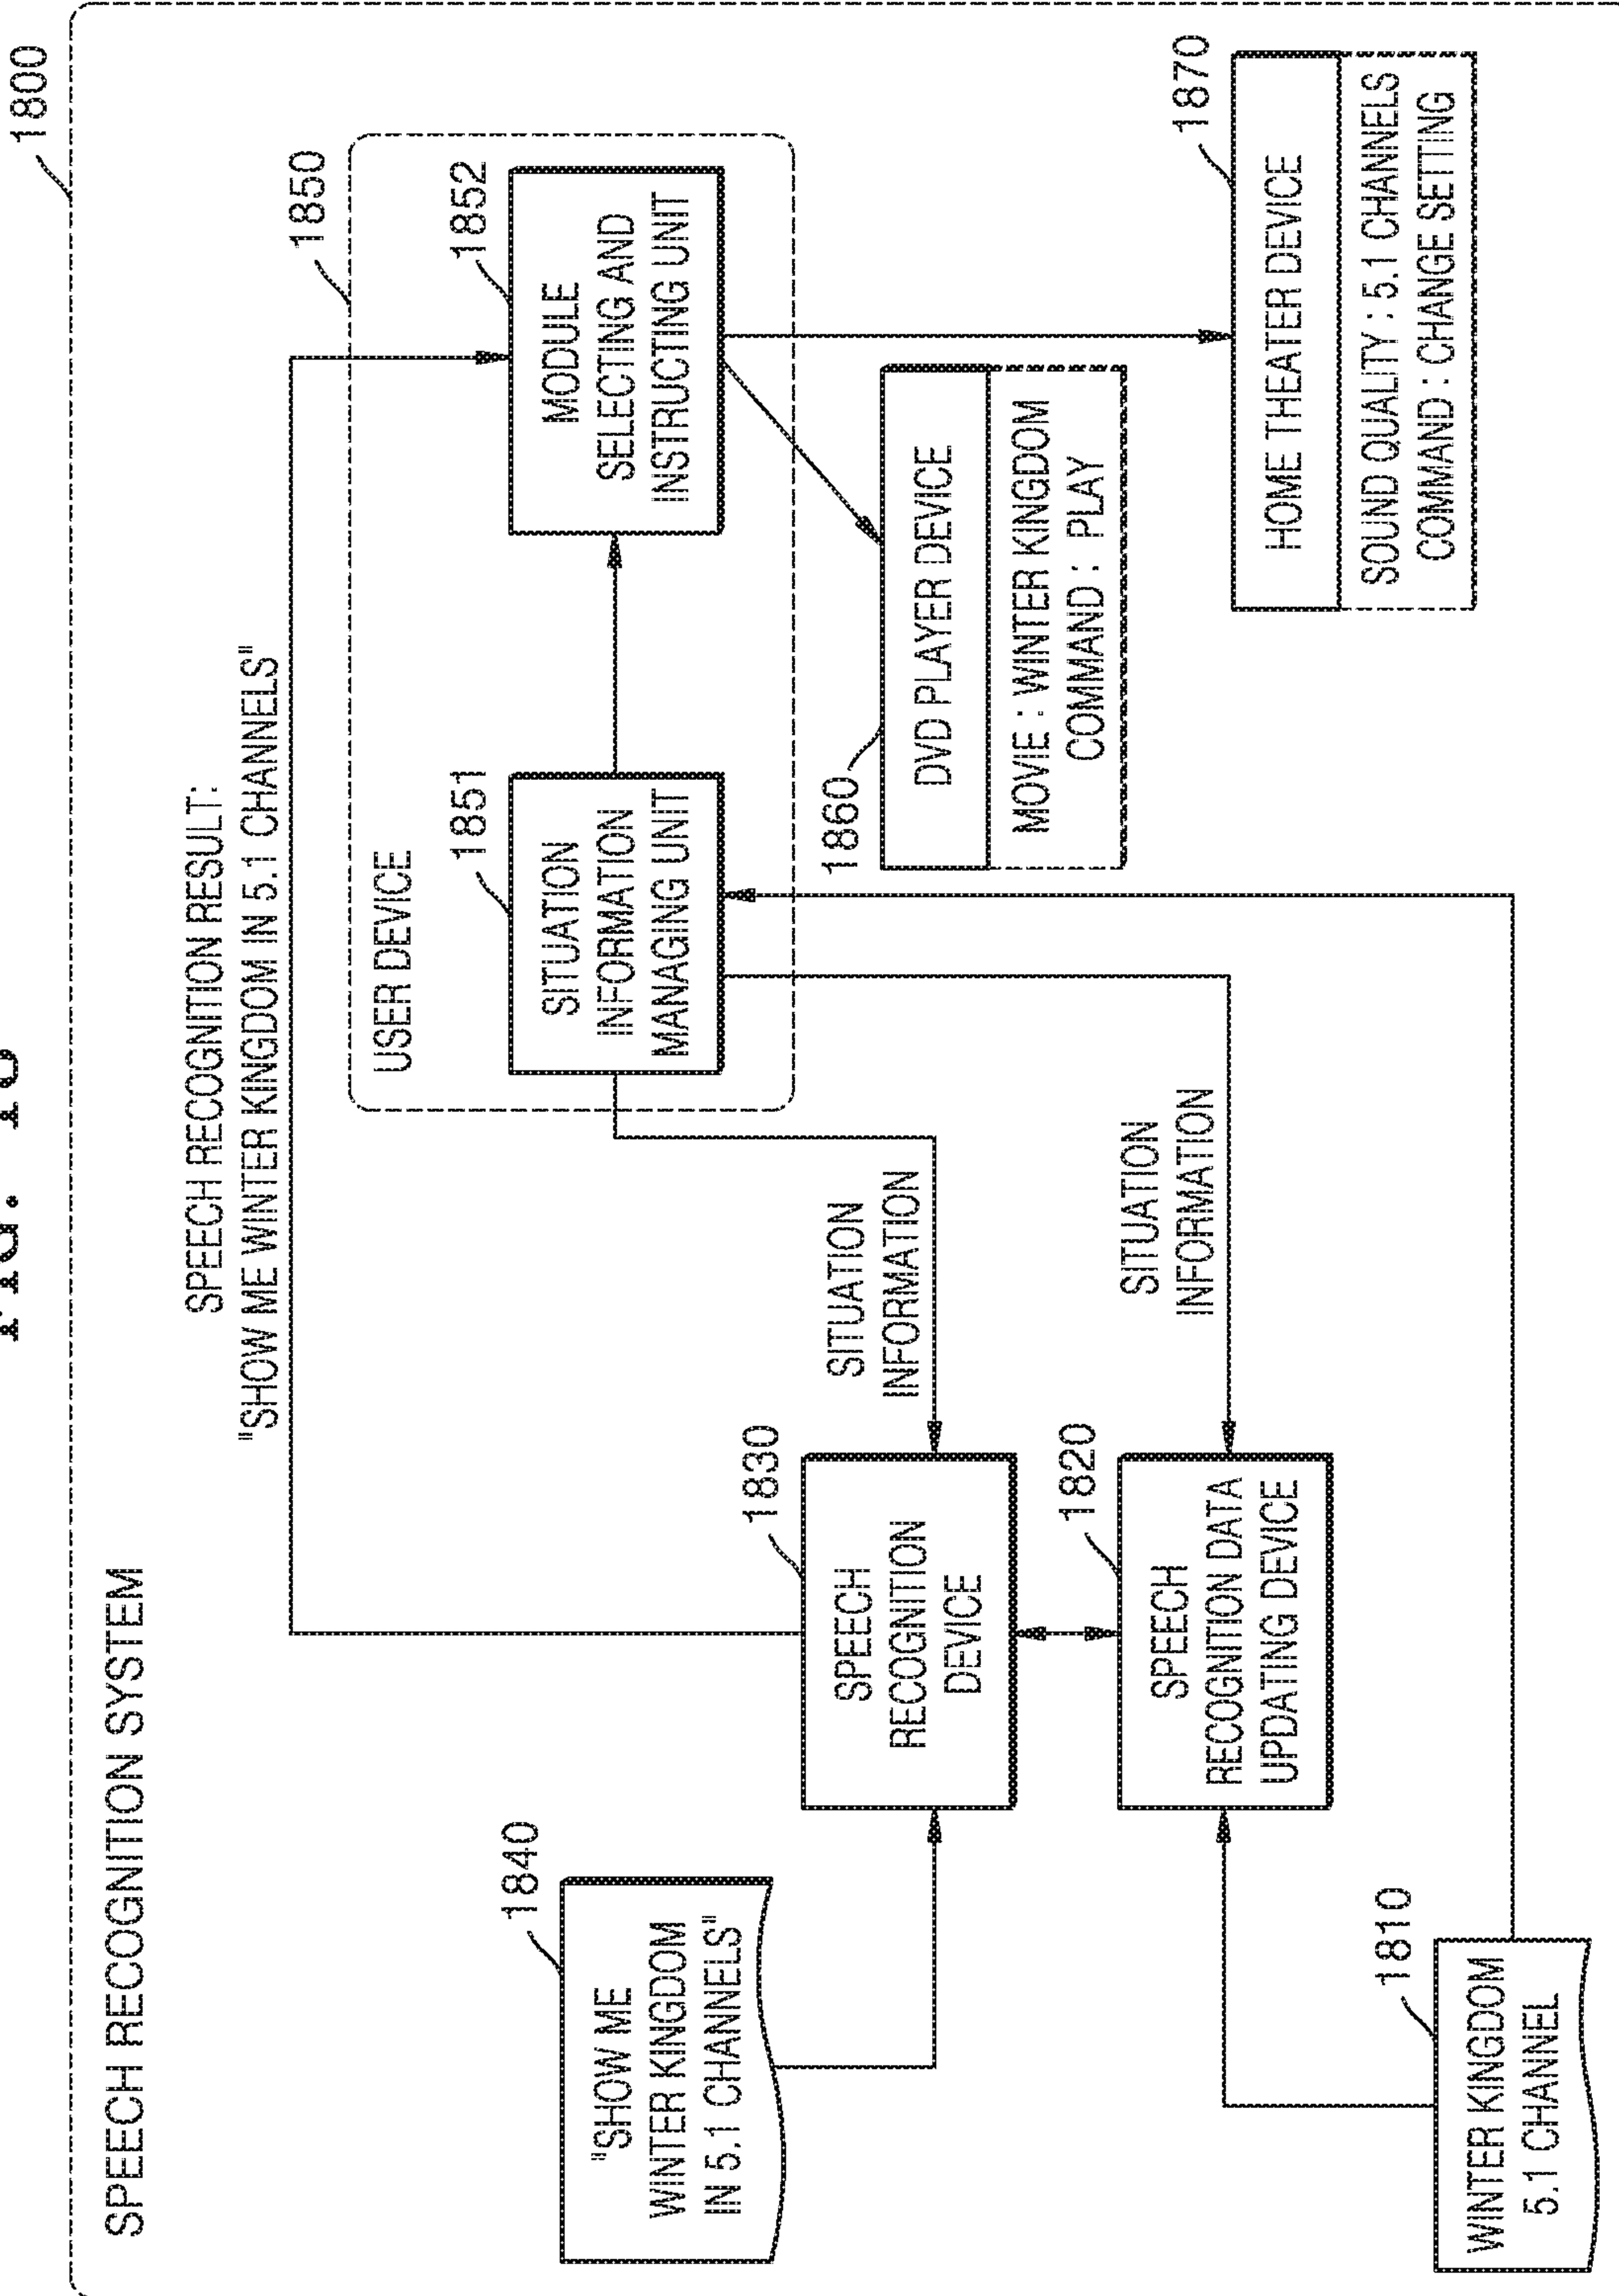 FIG. 18
1800
SPEECH RECOGNITION SYSTEM
SPEECH RECOGNITION RESULT:
"SHOW ME WINTER KINGDOM IN 5.1 CHANNELS"
1850
USER DEVICE
1840
"SHOW ME
WINTER KINGDOM
IN 5.1 CHANNELS"
1851
SITUATION
INFORMATION
MANAGING UNIT
1852
MODULE
SELECTING AND
INSTRUCTING UNIT
1830
SPEECH
RECOGNITION
DEVICE
SITUATION
INFORMATION
1860
DVD PLAYER DEVICE
MOVIE : WINTER KINGDOM
COMMAND : PLAY
1820
SPEECH
RECOGNITION DATA
UPDATING DEVICE
SITUATION
INFORMATION
1870
HOME THEATER DEVICE
SOUND QUALITY : 5.1 CHANNELS
COMMAND : CHANGE SETTING
1810
WINTER KINGDOM
5.1 CHANNEL